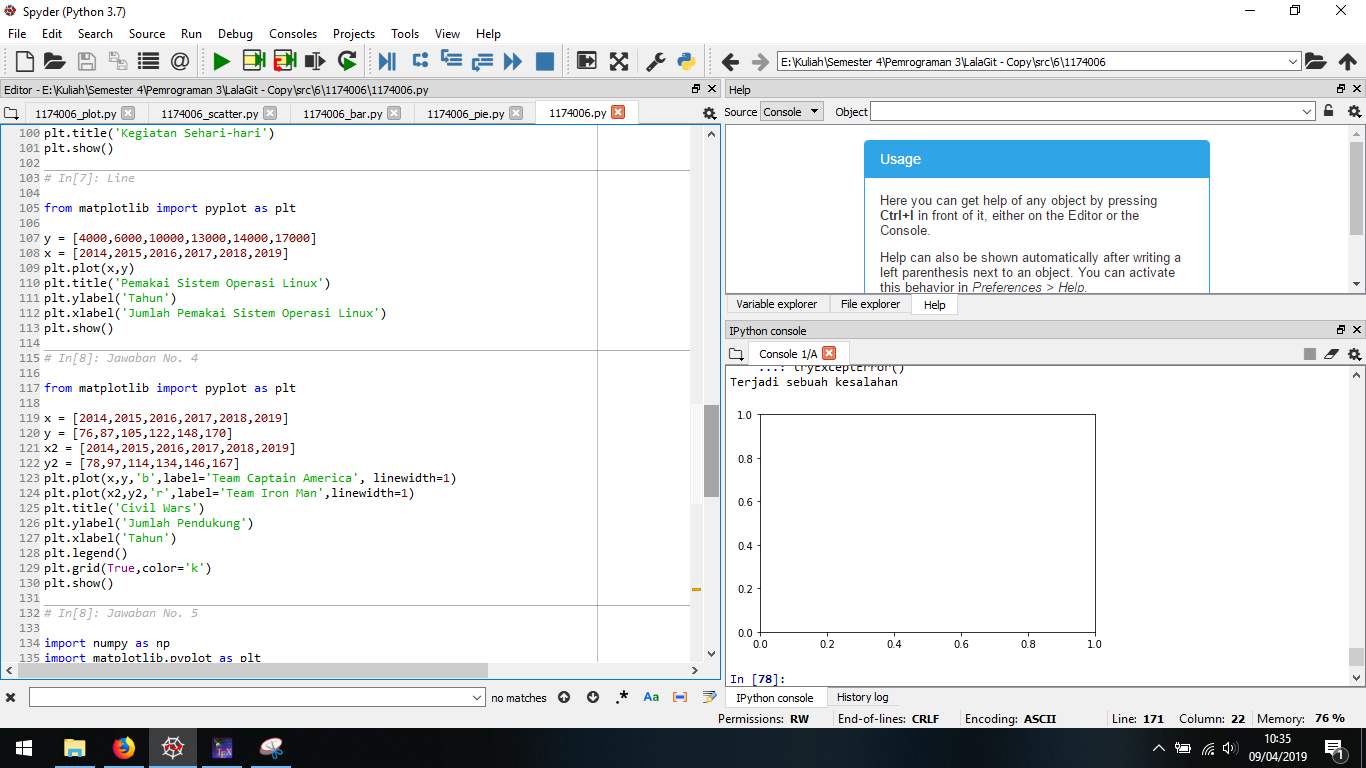 Spyder (Python 3.7)
File Edit Search Source Run Debug Consoles Projects Tools View Help
E:\Kuliah\Semester 4\Pemrograman 3\LalaGit - Copy\src\6\1174006
Editor - E:\Kuliah\Semester 4\Pemrograman 3\LalaGit - Copy\src\6\1174006\1174006.py
1174006_plot.py 1174006_scatter.py 1174006_bar.py 1174006_pie.py 1174006.py
100 plt.title('Kegiatan Sehari-hari')
101 plt.show()
102
103 # In[7]: Line
104
105 from matplotlib import pyplot as plt
106
107 y = [4000,6000,10000,13000,14000,17000]
108 x = [2014,2015,2016,2017,2018,2019]
109 plt.plot(x,y)
110 plt.title('Pemakai Sistem Operasi Linux')
111 plt.ylabel('Tahun')
112 plt.xlabel('Jumlah Pemakai Sistem Operasi Linux')
113 plt.show()
114
115 # In[8]: Jawaban No. 4
116
117 from matplotlib import pyplot as plt
118
119 x = [2014,2015,2016,2017,2018,2019]
120 y = [76,87,105,122,148,170]
121 x2 = [2014,2015,2016,2017,2018,2019]
122 y2 = [78,97,114,134,146,167]
123 plt.plot(x,y,'b',label='Team Captain America', linewidth=1)
124 plt.plot(x2,y2,'r',label='Team Iron Man',linewidth=1)
125 plt.title('Civil Wars')
126 plt.ylabel('Jumlah Pendukung')
127 plt.xlabel('Tahun')
128 plt.legend()
129 plt.grid(True,color='k')
130 plt.show()
131
132 # In[8]: Jawaban No. 5
133
134 import numpy as np
135 import matplotlib.pyplot as plt
no matches .* Aa
Help
Source Console Object
Usage
Here you can get help of any object by pressing
Ctrl+I in front of it, either on the Editor or the
Console.
Help can also be shown automatically after writing a
left parenthesis next to an object. You can activate
this behavior in Preferences > Help.
Variable explorer File explorer Help
IPython console
Console 1/A
...: tryExceptError()
Terjadi sebuah kesalahan
1.0
0.8
0.6
0.4
0.2
0.0
0.0 0.2 0.4 0.6 0.8 1.0
In [78]:
IPython console History log
Permissions: RW End-of-lines: CRLF Encoding: ASCII Line: 171 Column: 22 Memory: 76 %
10:35
09/04/2019
1